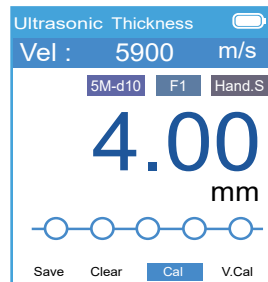 Ultrasonic Thickness
Vel : 5900 m/s
5M-d10 F1 Hand.S
4.00
mm
Save Clear Cal V.Cal